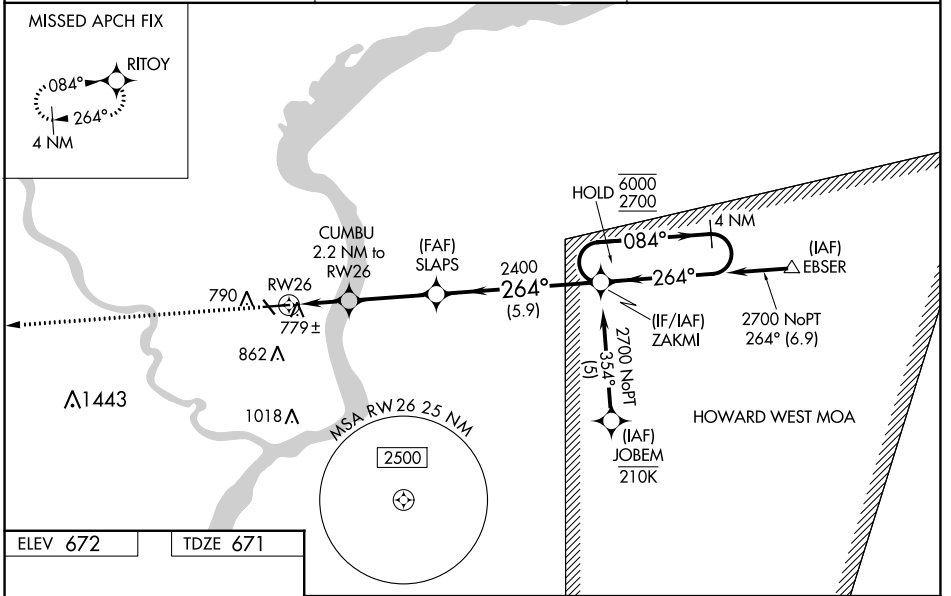 MISSED APCH FIX
RITOY
084°
264°
4 NM
HOLD
6000
2700
4 NM
084°
264°
(IAF)
EBSER
2700 NoPT
264° (6.9)
(IF/IAF)
ZAKMI
2400
264°
(5.9)
(FAF)
SLAPS
CUMBU
2.2 NM to
RW26
RW26
790
779±
862
1443
1018
2700 NoPT
354°
(5)
(IAF)
JOBEM
210K
HOWARD WEST MOA
MSA RW26 25 NM
2500
ELEV 672
TDZE 671